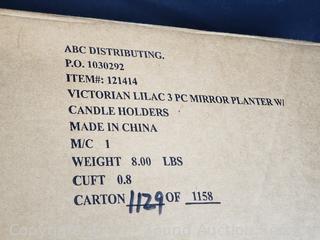 ABC DISTRIBUTING.
P.O. 1030292
ITEM#: 121414
VICTORIAN LILAC 3 PC MIRROR PLANTER W/
CANDLE HOLDERS
MADE IN CHINA
M/C 1
WEIGHT 8.00 LBS
CUFT 0.8
CARTON 1129 OF 1158